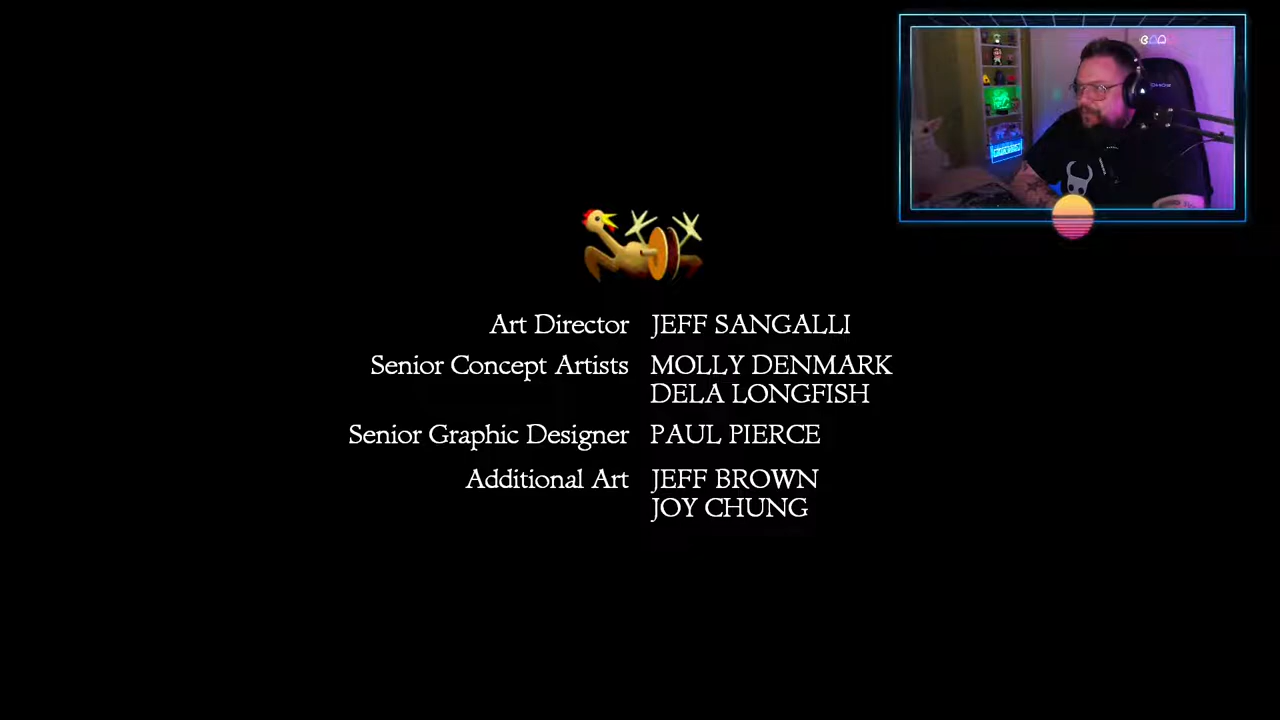 Art Director JEFF SANGALLI
Senior Concept Artists MOLLY DENMARK
DELA LONGFISH
Senior Graphic Designer PAUL PIERCE
Additional Art JEFF BROWN
JOY CHUNG